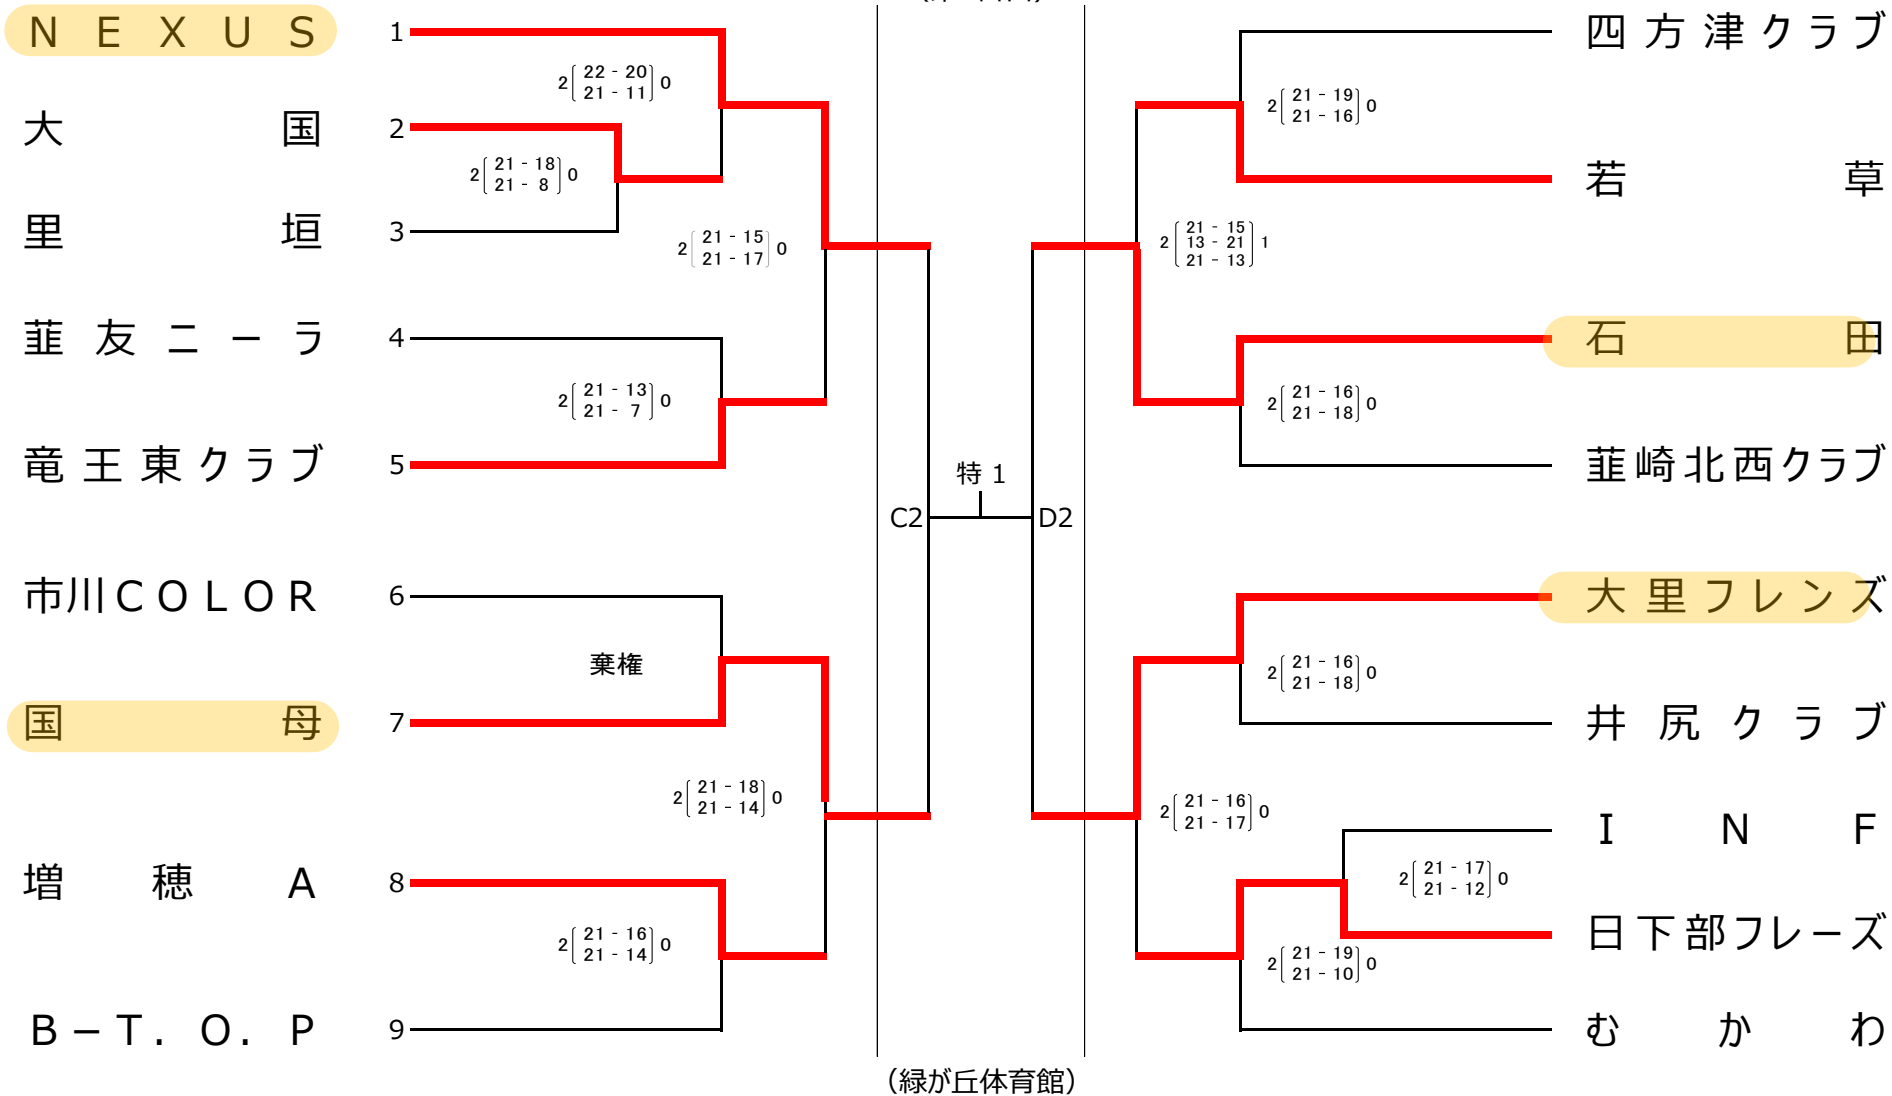 NEXUS 1
2 22 - 20 0
21 - 11
大国 2
2 21 - 18 0
21 - 8
里垣 3
2 21 - 15 0
21 - 17
韮友ニーラ 4
2 21 - 13 0
21 - 7
竜王東クラブ 5
市川COLOR 6
棄権
国母 7
2 21 - 18 0
21 - 14
増穂A 8
2 21 - 16 0
21 - 14
B－T.O.P 9
C2
特 1
D2
四方津クラブ
2 21 - 19 0
21 - 16
若草
2 21 - 15 1
13 - 21
21 - 13
石田
2 21 - 16 0
21 - 18
韮崎北西クラブ
大里フレンズ
2 21 - 16 0
21 - 18
井尻クラブ
2 21 - 16 0
21 - 17
INF
2 21 - 17 0
21 - 12
日下部フレーズ
2 21 - 19 0
21 - 10
むかわ
（緑が丘体育館）